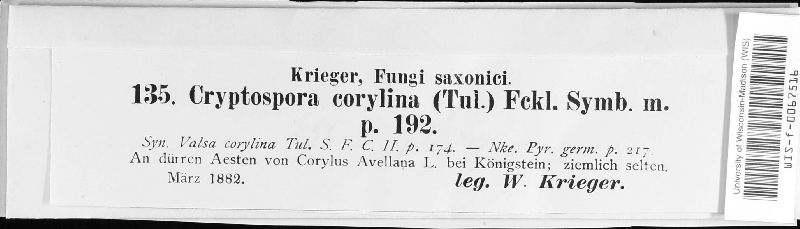 Krieger, Fungi saxonici.
135. Cryptospora corylina (Tul.) Fckl. Symb. m.
p. 192.
Syn. Valsa corylina Tul. S. F. C. II. p. 174. — Nke. Pyr. germ. p. 217.
An dürren Aesten von Corylus Avellana L. bei Königstein; ziemlich selten.
März 1882. leg. W. Krieger.
University of Wisconsin-Madison (WIS)
WIS-f-0067516